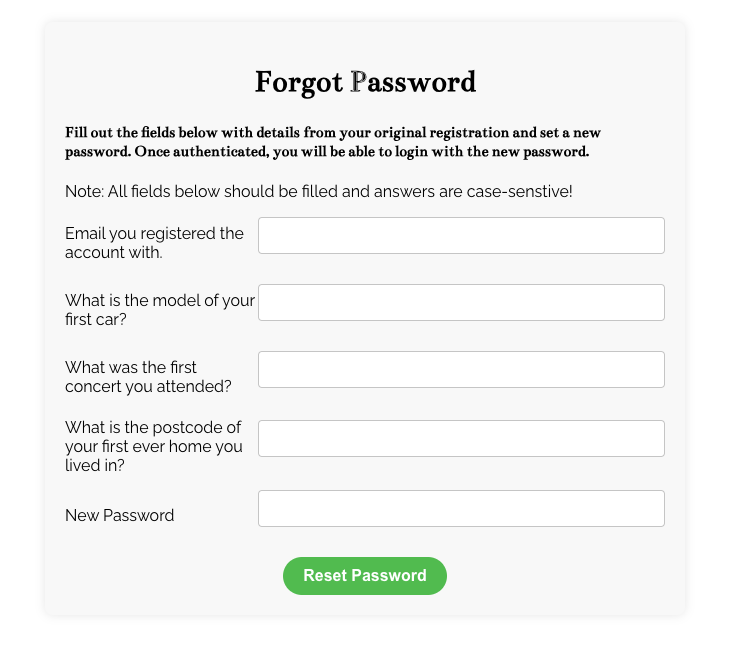 Forgot Password
Fill out the fields below with details from your original registration and set a new
password. Once authenticated, you will be able to login with the new password.
Note: All fields below should be filled and answers are case-senstive!
Email you registered the
account with.
What is the model of your
first car?
What was the first
concert you attended?
What is the postcode of
your first ever home you
lived in?
New Password
Reset Password